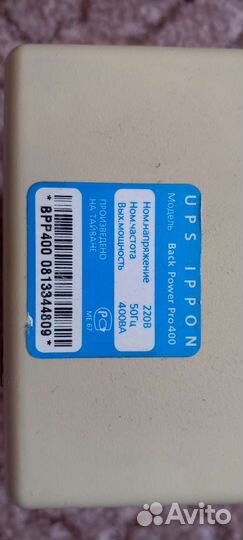 UPS IPPON
Модель Back Power Pro 400
Ном.напряжение 220В
Ном.частота 50Гц
Вых.мощность 400ВА
ПРОИЗВЕДЕНО
НА ТАЙВАНЕ
МЕ 67
*BPP400 0813344809*
Avito